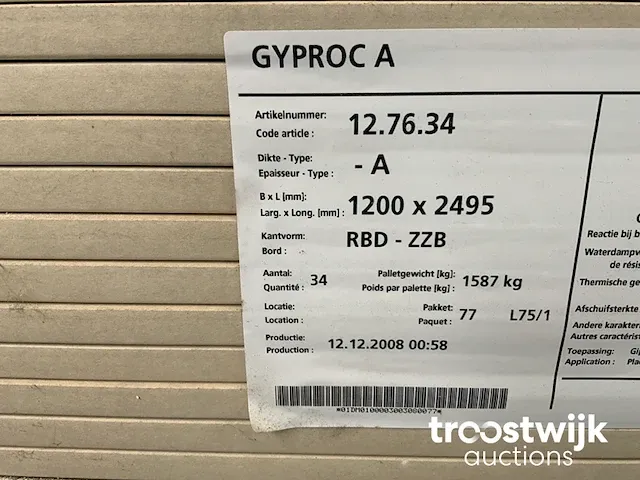 GYPROC A
Artikelnummer: 12.76.34
Code article :
Dikte - Type: - A
Epaisseur - Type :
B x L [mm]: 1200 x 2495
Larg. x Long. [mm] :
Kantvorm: RBD - ZZB
Bord :
Aantal: 34 Palletgewicht [kg]: 1587 kg
Quantité : Poids par palette [kg] :
Locatie: Pakket: 77 L75/1
Location : Paquet :
Productie: 12.12.2008 00:58
Production :
Reactie bij b
Waterdampv
de résis
Thermische ge
Afschuifsterkte
Andere karakter
Autres caractéris
Toepassing: Gip
Application : Plac
troostwijk
auctions